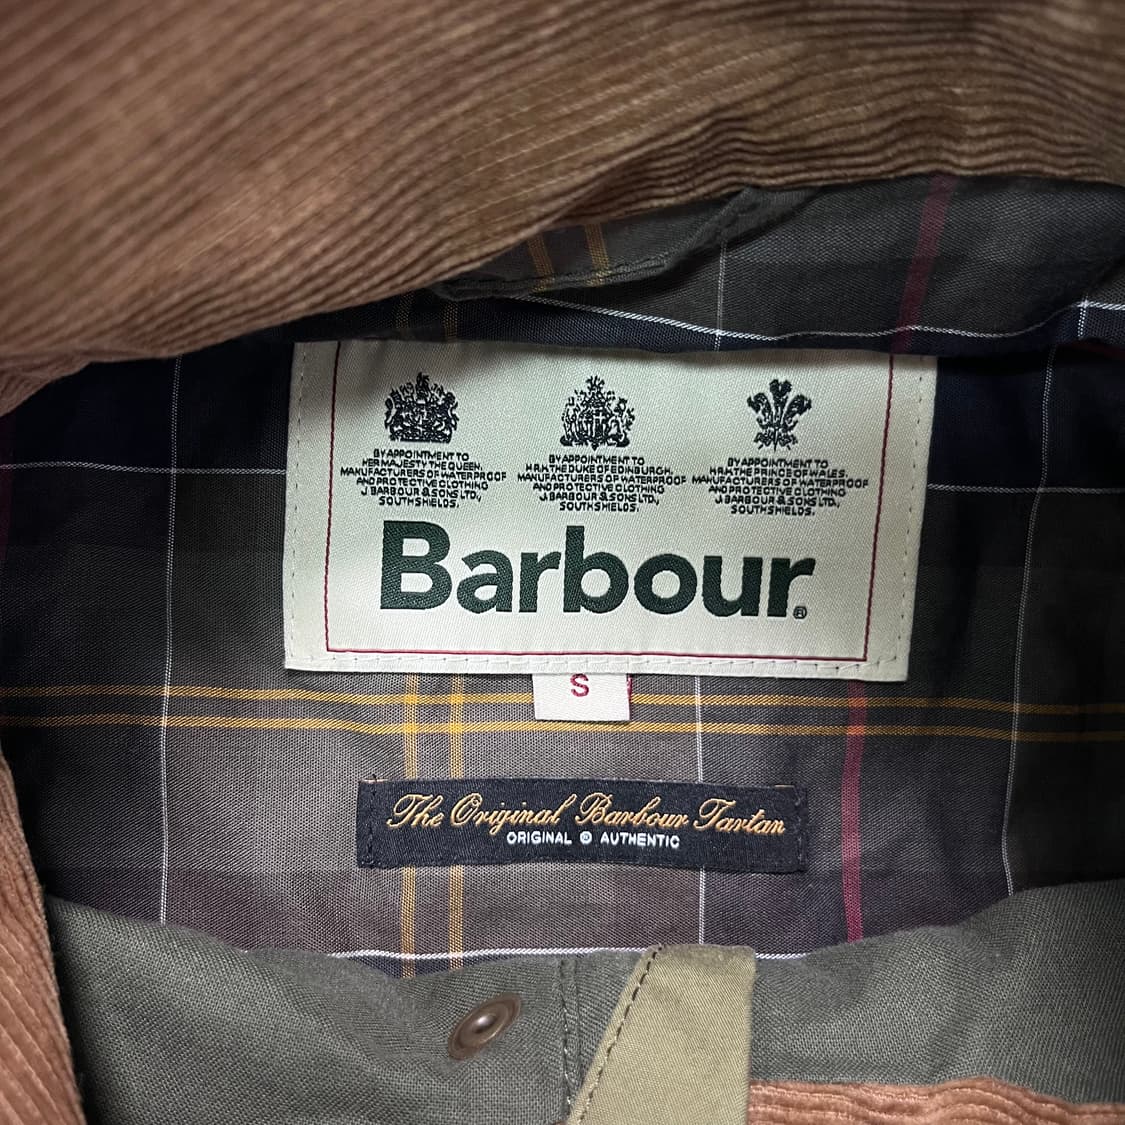 BY APPOINTMENT TO
HER MAJESTY THE QUEEN,
MANUFACTURERS OF WATERPROOF
AND PROTECTIVE CLOTHING
J. BARBOUR & SONS LTD.,
SOUTH SHIELDS.
BY APPOINTMENT TO
H.R.H. THE DUKE OF EDINBURGH,
MANUFACTURERS OF WATERPROOF
AND PROTECTIVE CLOTHING
J. BARBOUR & SONS LTD.,
SOUTH SHIELDS.
BY APPOINTMENT TO
H.R.H. THE PRINCE OF WALES,
MANUFACTURERS OF WATERPROOF
AND PROTECTIVE CLOTHING
J. BARBOUR & SONS LTD.,
SOUTH SHIELDS.
Barbour®
S
The Original Barbour Tartan
ORIGINAL ® AUTHENTIC